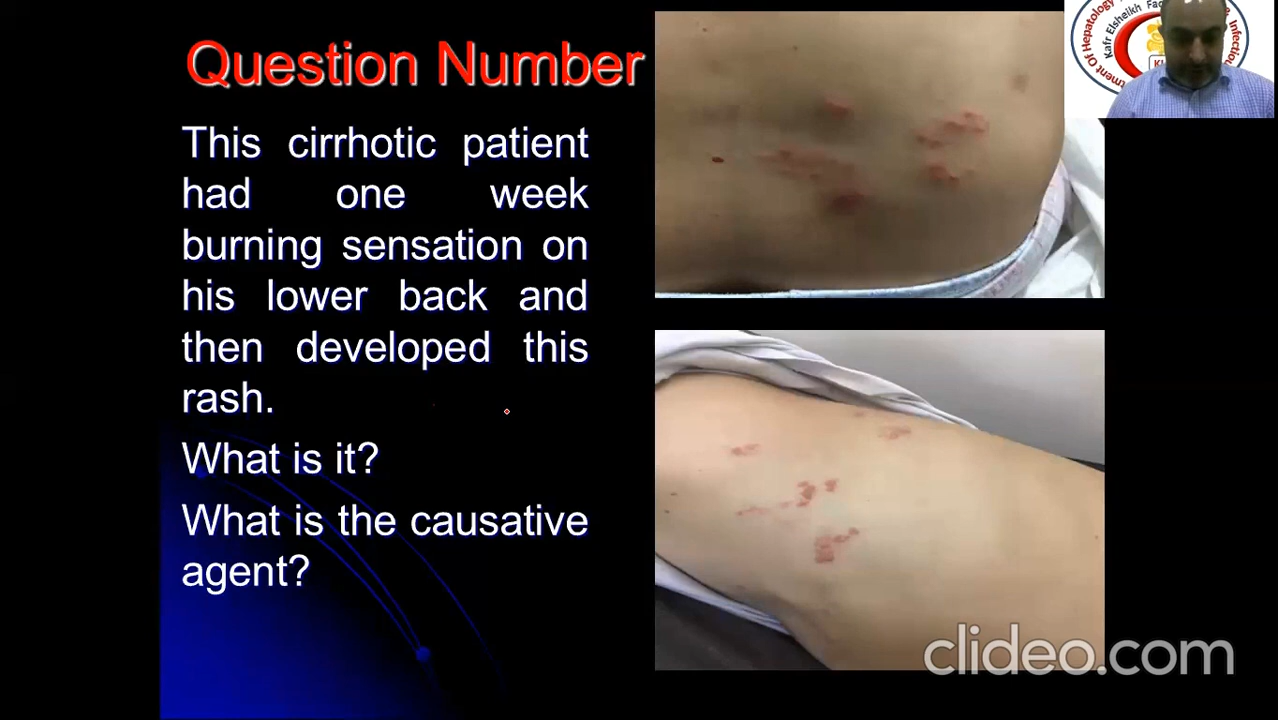 Question Number
This cirrhotic patient
had one week
burning sensation on
his lower back and
then developed this
rash.
What is it?
What is the causative
agent?
clideo.com